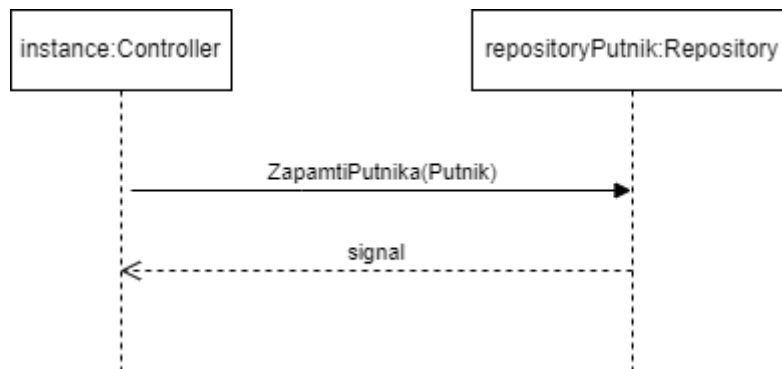 instance:Controller
repositoryPutnik:Repository
ZapamtiPutnika(Putnik)
signal